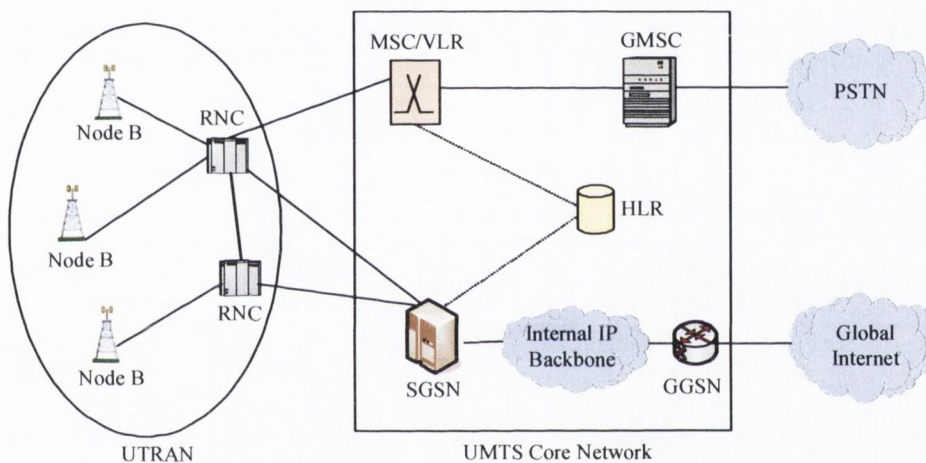 MSC/VLR
GMSC
PSTN
Node B
RNC
Node B
HLR
RNC
Node B
SGSN
Internal IP
Backbone
GGSN
Global
Internet
UTRAN
UMTS Core Network